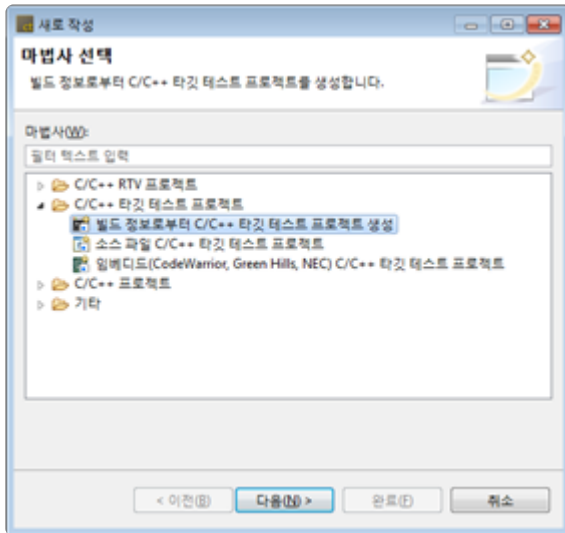 새로 작성
마법사 선택
빌드 정보로부터 C/C++ 타깃 테스트 프로젝트를 생성합니다.
마법사(W):
필터 텍스트 입력
C/C++ RTV 프로젝트
C/C++ 타깃 테스트 프로젝트
빌드 정보로부터 C/C++ 타깃 테스트 프로젝트 생성
소스 파일 C/C++ 타깃 테스트 프로젝트
임베디드(CodeWarrior, Green Hills, NEC) C/C++ 타깃 테스트 프로젝트
C/C++ 프로젝트
기타
< 이전(B) 다음(N) > 완료(F) 취소